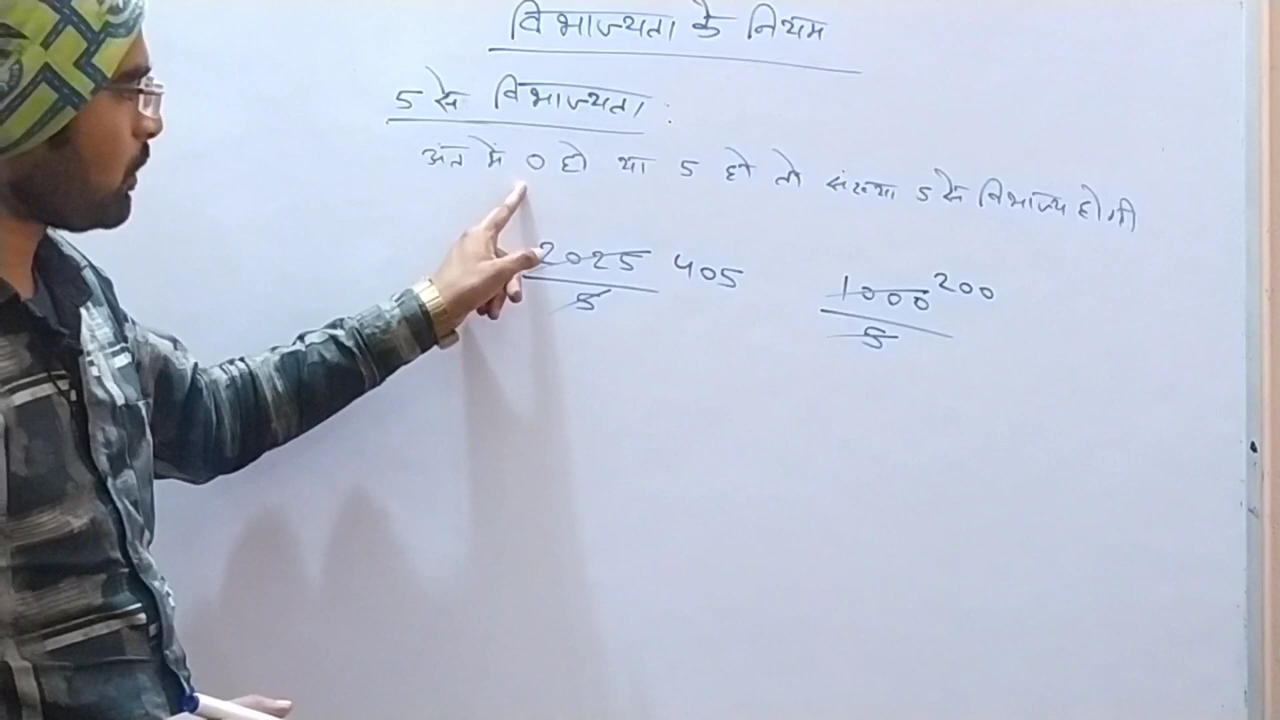 विभाज्यता के नियम
5 से विभाज्यता :
अंत में 0 हो या 5 हो तो संख्या 5 से विभाज्य होगी
2025 405 1000 200
5 5